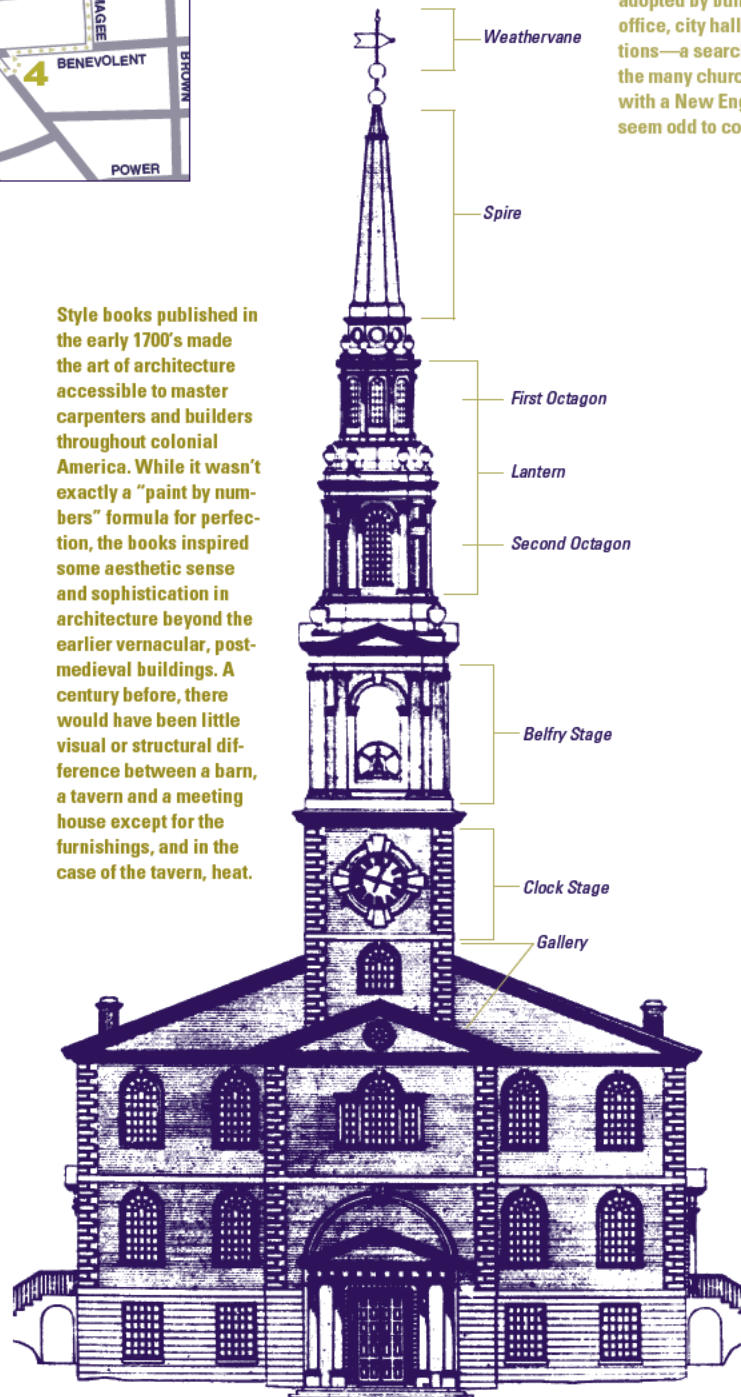 MAGEE
BENEVOLENT
BROWN
4
POWER
adopted by
office, city hall
tions—a
the many
with a New
seem odd to
Weathervane
Spire
Style books published in
the early 1700's made
the art of architecture
accessible to master
carpenters and builders
throughout colonial
America. While it wasn't
exactly a “paint by num-
bers” formula for perfec-
tion, the books inspired
some aesthetic sense
and sophistication in
architecture beyond the
earlier vernacular, post-
medieval buildings. A
century before, there
would have been little
visual or structural dif-
ference between a barn,
a tavern and a meeting
house except for the
furnishings, and in the
case of the tavern, heat.
First Octagon
Lantern
Second Octagon
Belfry Stage
Clock Stage
Gallery